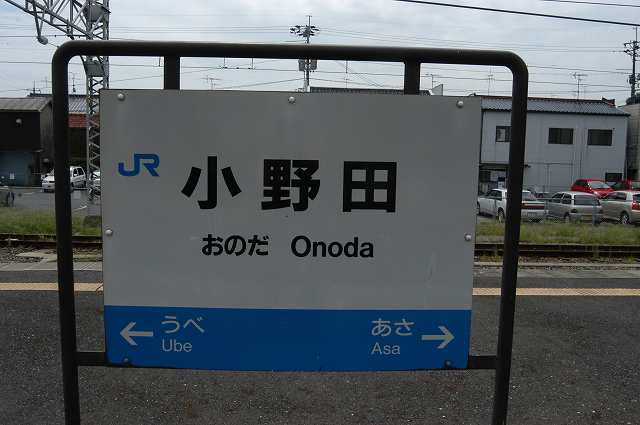 JR 小野田
おのだ Onoda
← うべ あさ →
Ube Asa